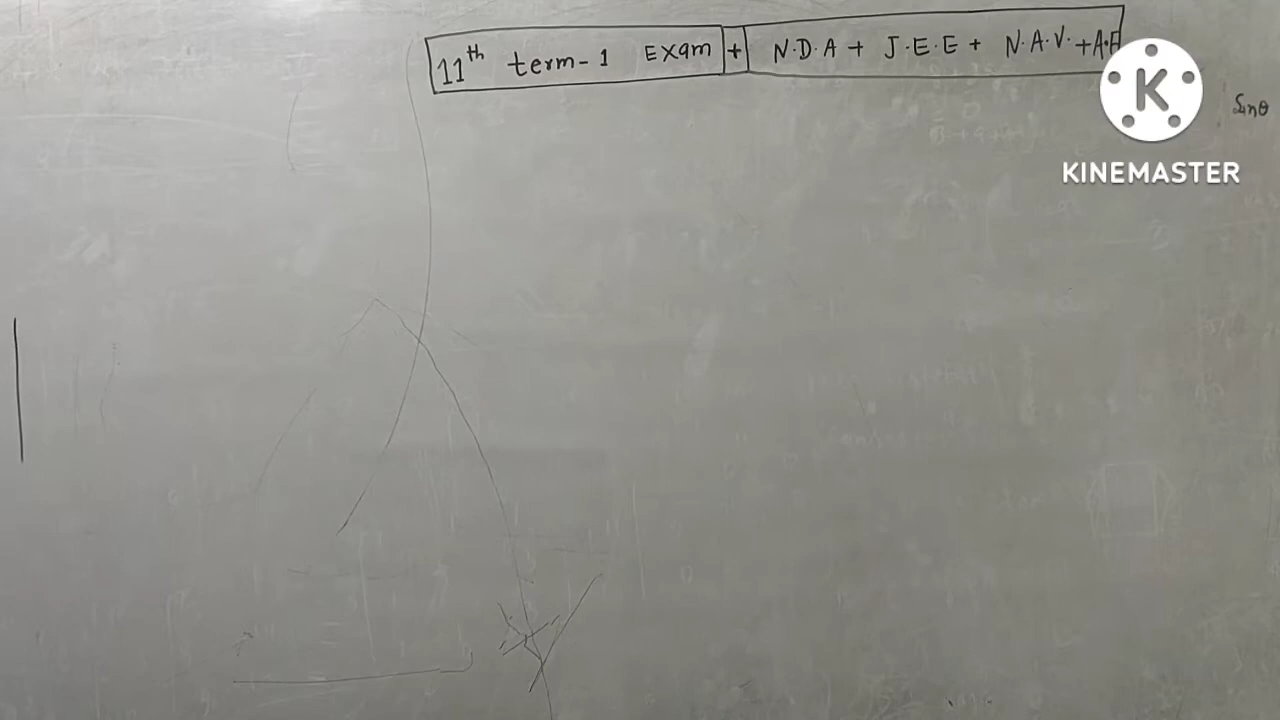 11th term-1 Exam + N.D.A + J.E.E + N.A.V. +A.F
K
KINEMASTER
Sinθ